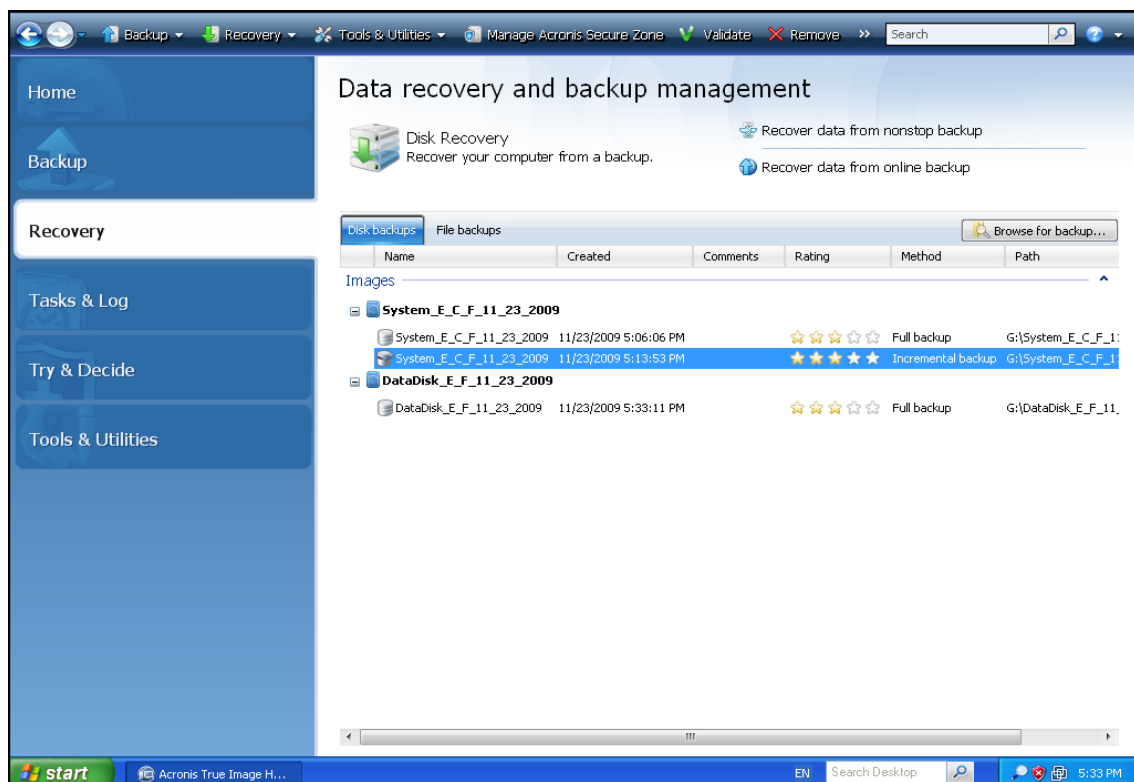 Backup Recovery Tools & Utilities Manage Acronis Secure Zone Validate Remove >> Search
Home
Backup
Recovery
Tasks & Log
Try & Decide
Tools & Utilities
Data recovery and backup management
Disk Recovery
Recover your computer from a backup.
Recover data from nonstop backup
Recover data from online backup
Disk backups File backups Browse for backup...
Name Created Comments Rating Method Path
Images
System_E_C_F_11_23_2009
System_E_C_F_11_23_2009 11/23/2009 5:06:06 PM Full backup G:\System_E_C_F_1
System_E_C_F_11_23_2009 11/23/2009 5:13:53 PM Incremental backup G:\System_E_C_F_1
DataDisk_E_F_11_23_2009
DataDisk_E_F_11_23_2009 11/23/2009 5:33:11 PM Full backup G:\DataDisk_E_F_11_
start Acronis True Image H... EN Search Desktop 5:33 PM